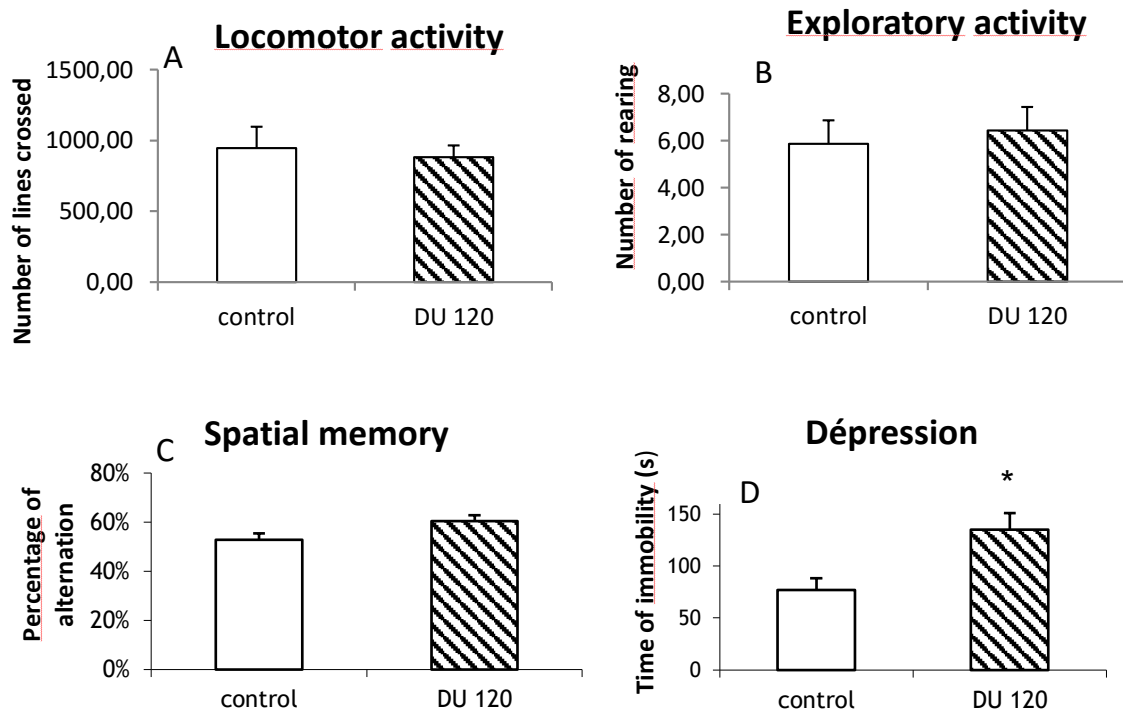 Locomotor activity
A
Number of lines crossed
1500,00
1000,00
500,00
0,00
control
DU 120
Exploratory activity
B
Number of rearing
8,00
6,00
4,00
2,00
0,00
control
DU 120
Spatial memory
C
Percentage of
alternation
80%
60%
40%
20%
0%
control
DU 120
Dépression
D
*
Time of immobility (s)
150
100
50
0
control
DU 120